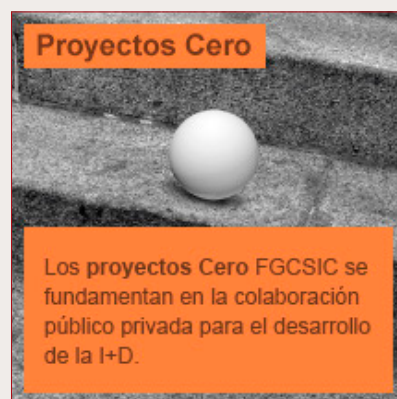 Proyectos Cero
Los proyectos Cero FGCSIC se
fundamentan en la colaboración
público privada para el desarrollo
de la I+D.